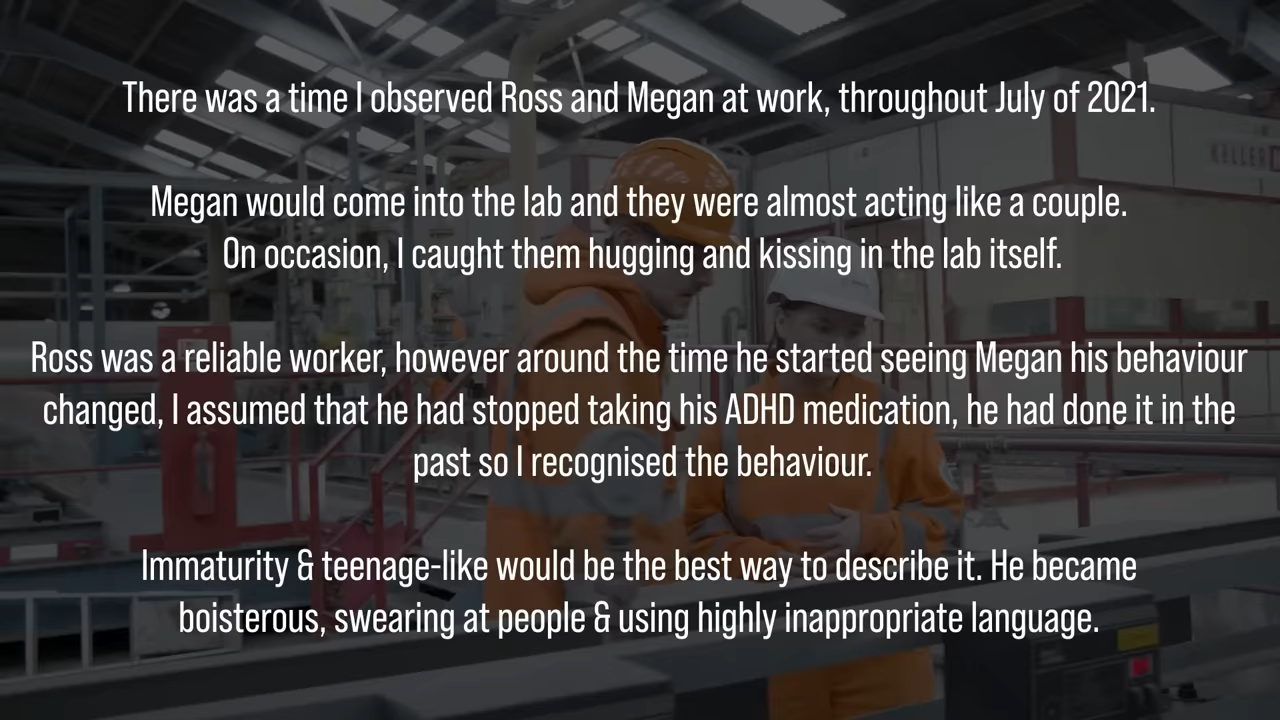 There was a time I observed Ross and Megan at work, throughout July of 2021.
Megan would come into the lab and they were almost acting like a couple.
On occasion, I caught them hugging and kissing in the lab itself.
Ross was a reliable worker, however around the time he started seeing Megan his behaviour
changed, I assumed that he had stopped taking his ADHD medication, he had done it in the
past so I recognised the behaviour.
Immaturity & teenage-like would be the best way to describe it. He became
boisterous, swearing at people & using highly inappropriate language.
KELLER